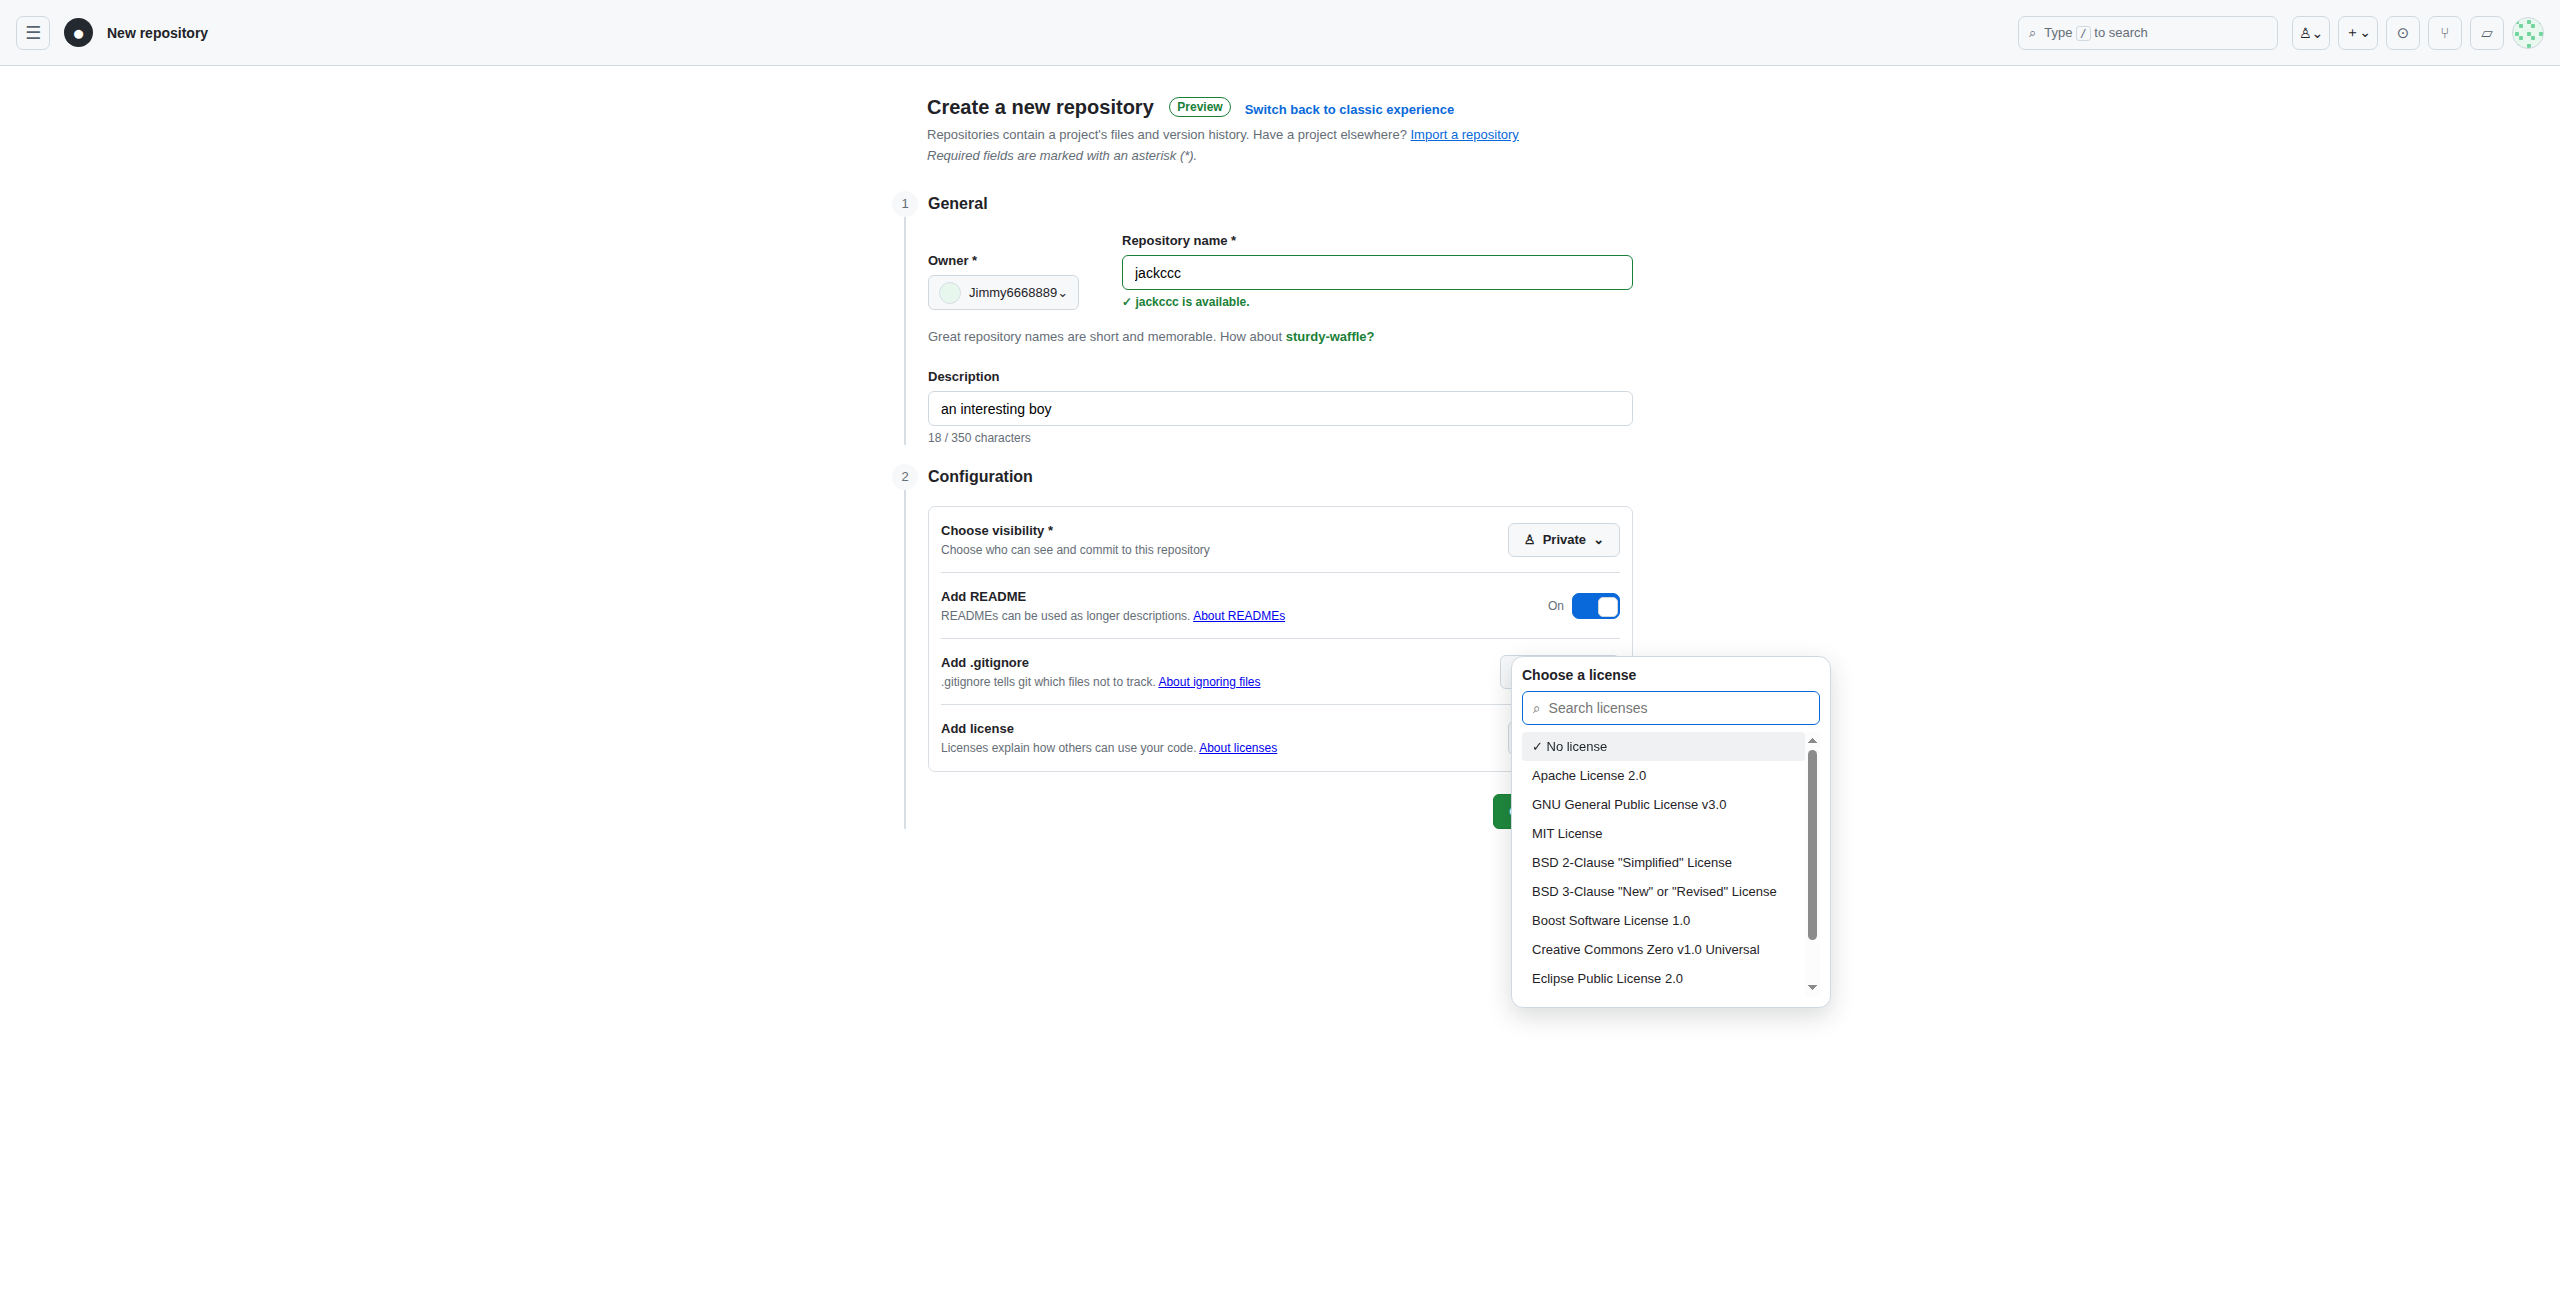 New repository
Type / to search
Create a new repository Preview Switch back to classic experience
Repositories contain a project's files and version history. Have a project elsewhere? Import a repository
Required fields are marked with an asterisk (*).
1 General
Owner *
Repository name *
Jimmy6668889
jackccc
✓ jackccc is available.
Great repository names are short and memorable. How about sturdy-waffle?
Description
an interesting boy
18 / 350 characters
2 Configuration
Choose visibility *
Choose who can see and commit to this repository
Private
Add README
READMEs can be used as longer descriptions. About READMEs
On
Add .gitignore
.gitignore tells git which files not to track. About ignoring files
Add license
Licenses explain how others can use your code. About licenses
Choose a license
Search licenses
✓ No license
Apache License 2.0
GNU General Public License v3.0
MIT License
BSD 2-Clause "Simplified" License
BSD 3-Clause "New" or "Revised" License
Boost Software License 1.0
Creative Commons Zero v1.0 Universal
Eclipse Public License 2.0